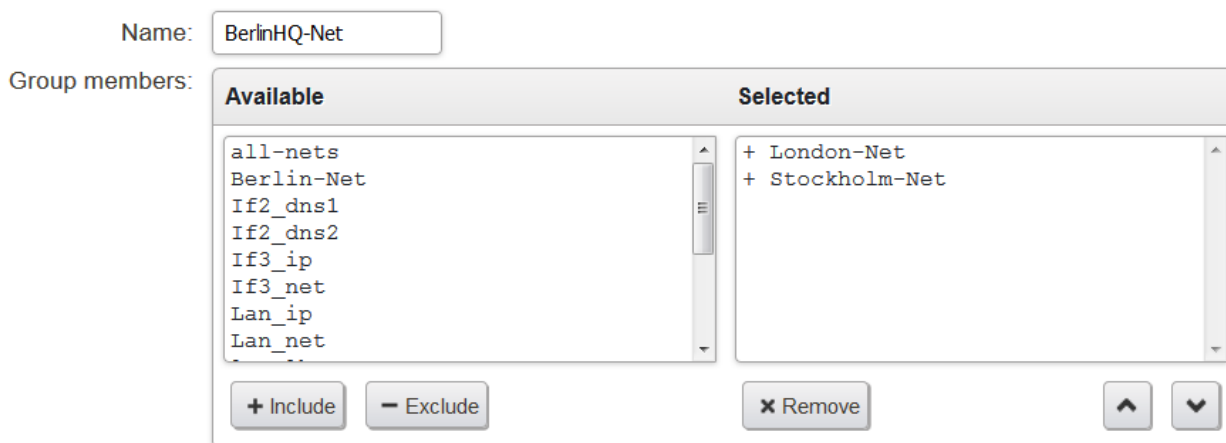 Name: BerlinHQ-Net
Group members:
Available Selected
all-nets + London-Net
Berlin-Net + Stockholm-Net
If2_dns1
If2_dns2
If3_ip
If3_net
Lan_ip
Lan_net
+ Include - Exclude × Remove